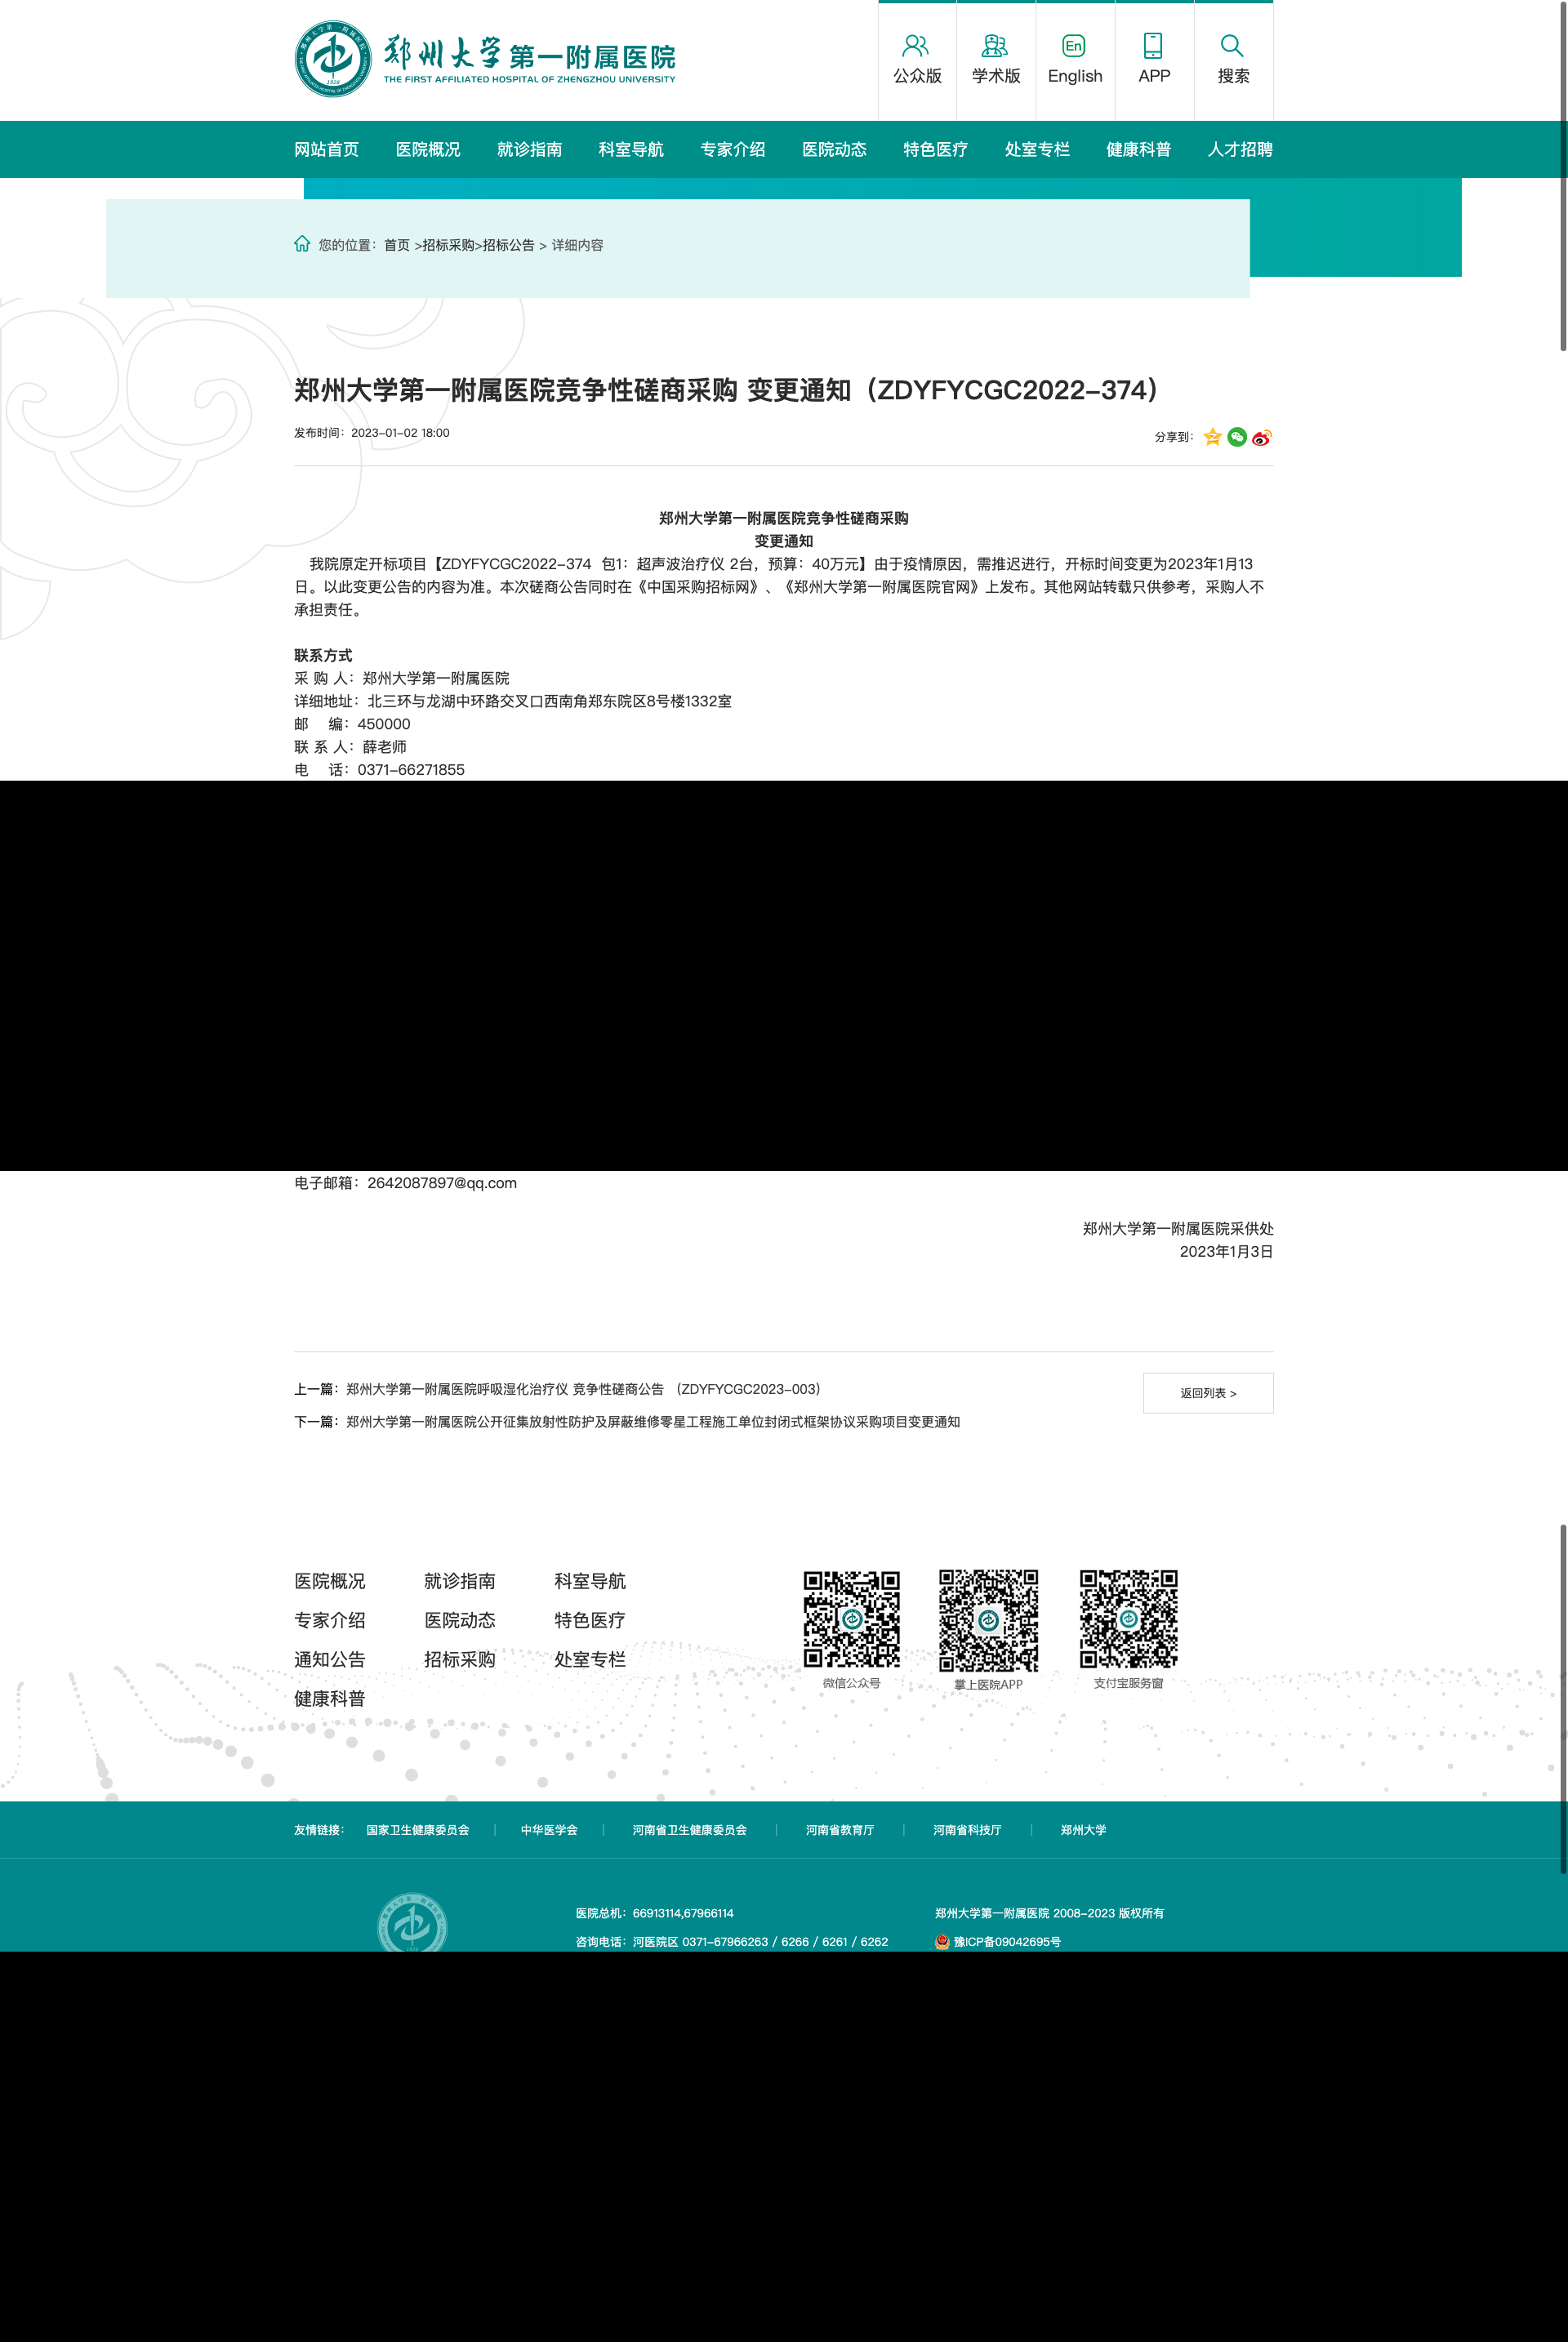 郑州大学第一附属医院
THE FIRST AFFILIATED HOSPITAL OF ZHENGZHOU UNIVERSITY
公众版
学术版
En
English
APP
搜索
网站首页 医院概况 就诊指南 科室导航 专家介绍 医院动态 特色医疗 处室专栏 健康科普 人才招聘
您的位置：首页 >招标采购>招标公告 > 详细内容
郑州大学第一附属医院竞争性磋商采购 变更通知（ZDYFYCGC2022-374）
发布时间：2023-01-02 18:00
分享到：
郑州大学第一附属医院竞争性磋商采购
变更通知
我院原定开标项目【ZDYFYCGC2022-374 包1：超声波治疗仪 2台，预算：40万元】由于疫情原因，需推迟进行，开标时间变更为2023年1月13
日。以此变更公告的内容为准。本次磋商公告同时在《中国采购招标网》、《郑州大学第一附属医院官网》上发布。其他网站转载只供参考，采购人不
承担责任。
联系方式
采 购 人：郑州大学第一附属医院
详细地址：北三环与龙湖中环路交叉口西南角郑东院区8号楼1332室
邮 编：450000
联 系 人：薛老师
电 话：0371-66271855
电子邮箱：2642087897@qq.com
郑州大学第一附属医院采供处
2023年1月3日
上一篇：郑州大学第一附属医院呼吸湿化治疗仪 竞争性磋商公告 （ZDYFYCGC2023-003）
返回列表 >
下一篇：郑州大学第一附属医院公开征集放射性防护及屏蔽维修零星工程施工单位封闭式框架协议采购项目变更通知
医院概况 就诊指南 科室导航
专家介绍 医院动态 特色医疗
通知公告 招标采购 处室专栏
健康科普
微信公众号 掌上医院APP 支付宝服务窗
友情链接： 国家卫生健康委员会 | 中华医学会 | 河南省卫生健康委员会 | 河南省教育厅 | 河南省科技厅 | 郑州大学
医院总机：66913114,67966114
郑州大学第一附属医院 2008-2023 版权所有
咨询电话：河医院区 0371-67966263 / 6266 / 6261 / 6262
豫ICP备09042695号